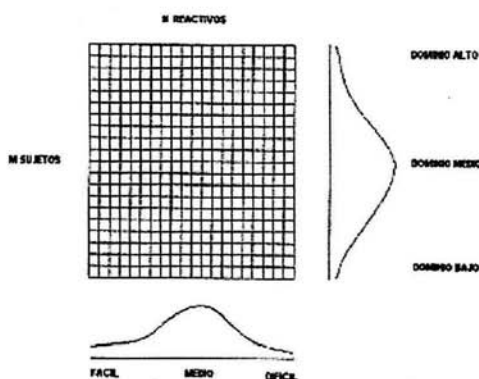 N REACTIVOS
DOMINIO ALTO
M SUJETOS
DOMINIO MEDIO
DOMINIO BAJO
FACIL MEDIO DIFICIL